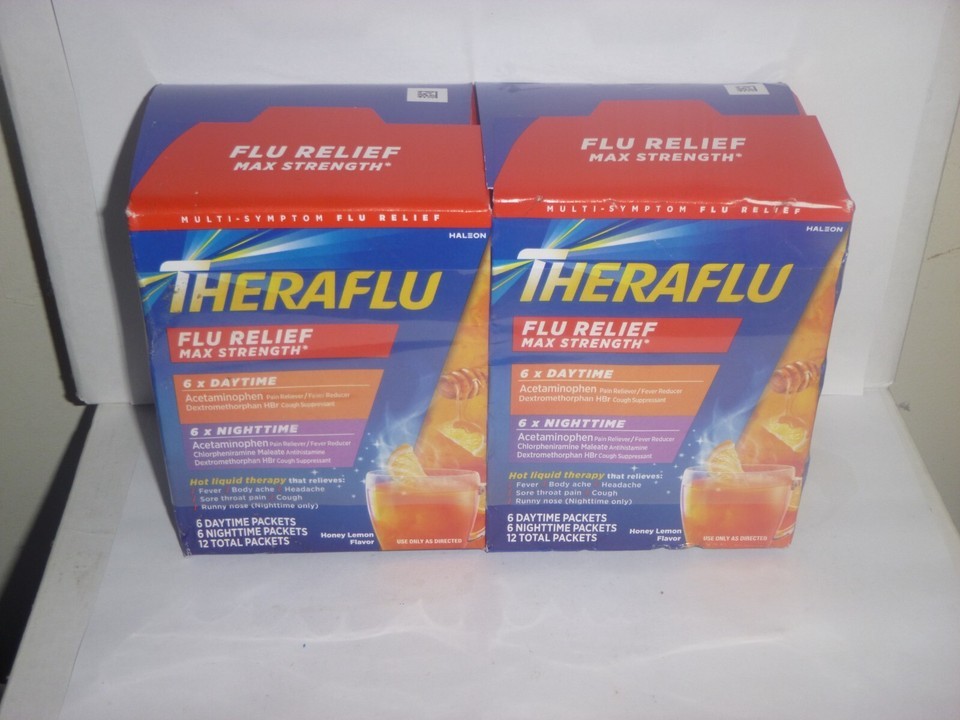 FLU RELIEF
MAX STRENGTH*
MULTI-SYMPTOM FLU RELIEF
HALEON
THERAFLU
FLU RELIEF
MAX STRENGTH*
6 x DAYTIME
Acetaminophen Pain Reliever/Fever Reducer
Dextromethorphan HBr Cough Suppressant
6 x NIGHTTIME
Acetaminophen Pain Reliever/Fever Reducer
Chlorpheniramine Maleate Antihistamine
Dextromethorphan HBr Cough Suppressant
Hot liquid therapy that relieves:
Fever Body ache Headache
Sore throat pain Cough
Runny nose (Nighttime only)
6 DAYTIME PACKETS
6 NIGHTTIME PACKETS
12 TOTAL PACKETS
Honey Lemon
Flavor
USE ONLY AS DIRECTED
FLU RELIEF
MAX STRENGTH*
MULTI-SYMPTOM FLU RELIEF
HALEON
THERAFLU
FLU RELIEF
MAX STRENGTH*
6 x DAYTIME
Acetaminophen Pain Reliever/Fever Reducer
Dextromethorphan HBr Cough Suppressant
6 x NIGHTTIME
Acetaminophen Pain Reliever/Fever Reducer
Chlorpheniramine Maleate Antihistamine
Dextromethorphan HBr Cough Suppressant
Hot liquid therapy that relieves:
Fever Body ache Headache
Sore throat pain Cough
Runny nose (Nighttime only)
6 DAYTIME PACKETS
6 NIGHTTIME PACKETS
12 TOTAL PACKETS
Honey Lemon
Flavor
USE ONLY AS DIRECTED